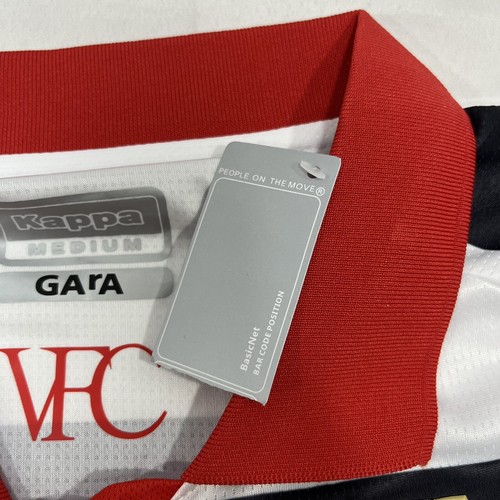 PEOPLE ON THE MOVE®
Kappa
MEDIUM
GArA
VFC
BasicNet
BAR CODE POSITION